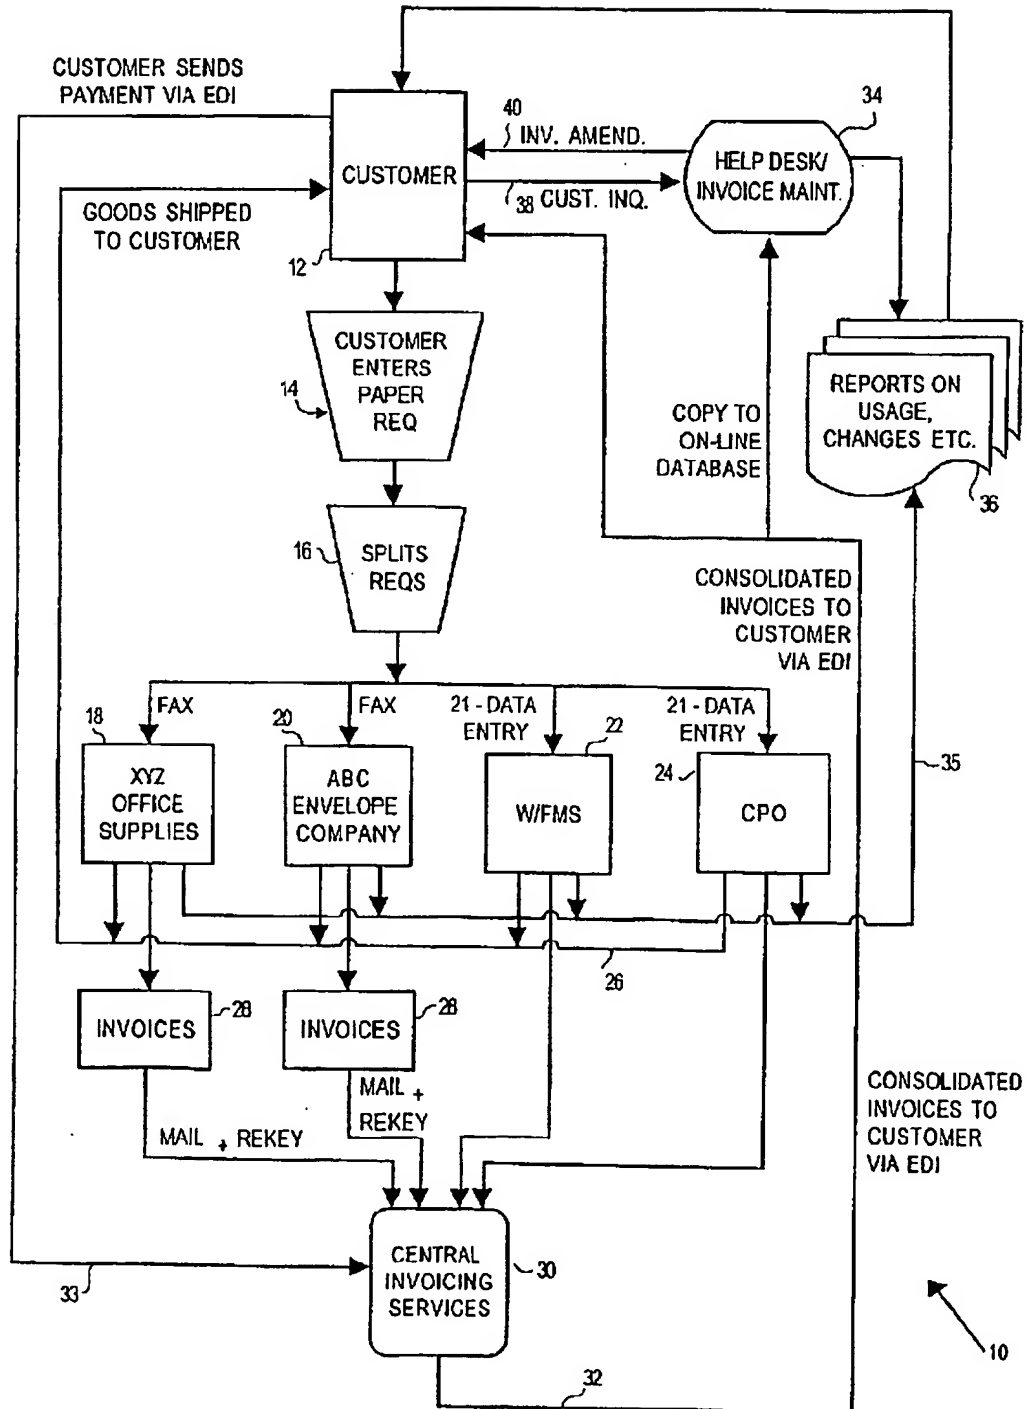 CUSTOMER SENDS
PAYMENT VIA EDI
CUSTOMER
12
GOODS SHIPPED
TO CUSTOMER
40
INV. AMEND.
38
CUST. INQ.
34
HELP DESK/
INVOICE MAINT.
CUSTOMER
ENTERS
PAPER
REQ
14
REPORTS ON
USAGE,
CHANGES ETC.
36
COPY TO
ON-LINE
DATABASE
16
SPLITS
REQS
CONSOLIDATED
INVOICES TO
CUSTOMER
VIA EDI
FAX
FAX
21 - DATA
ENTRY
21 - DATA
ENTRY
18
XYZ
OFFICE
SUPPLIES
20
ABC
ENVELOPE
COMPANY
22
W/FMS
24
CPO
35
26
INVOICES
28
INVOICES
28
MAIL +
REKEY
MAIL + REKEY
CONSOLIDATED
INVOICES TO
CUSTOMER
VIA EDI
CENTRAL
INVOICING
SERVICES
30
33
32
10